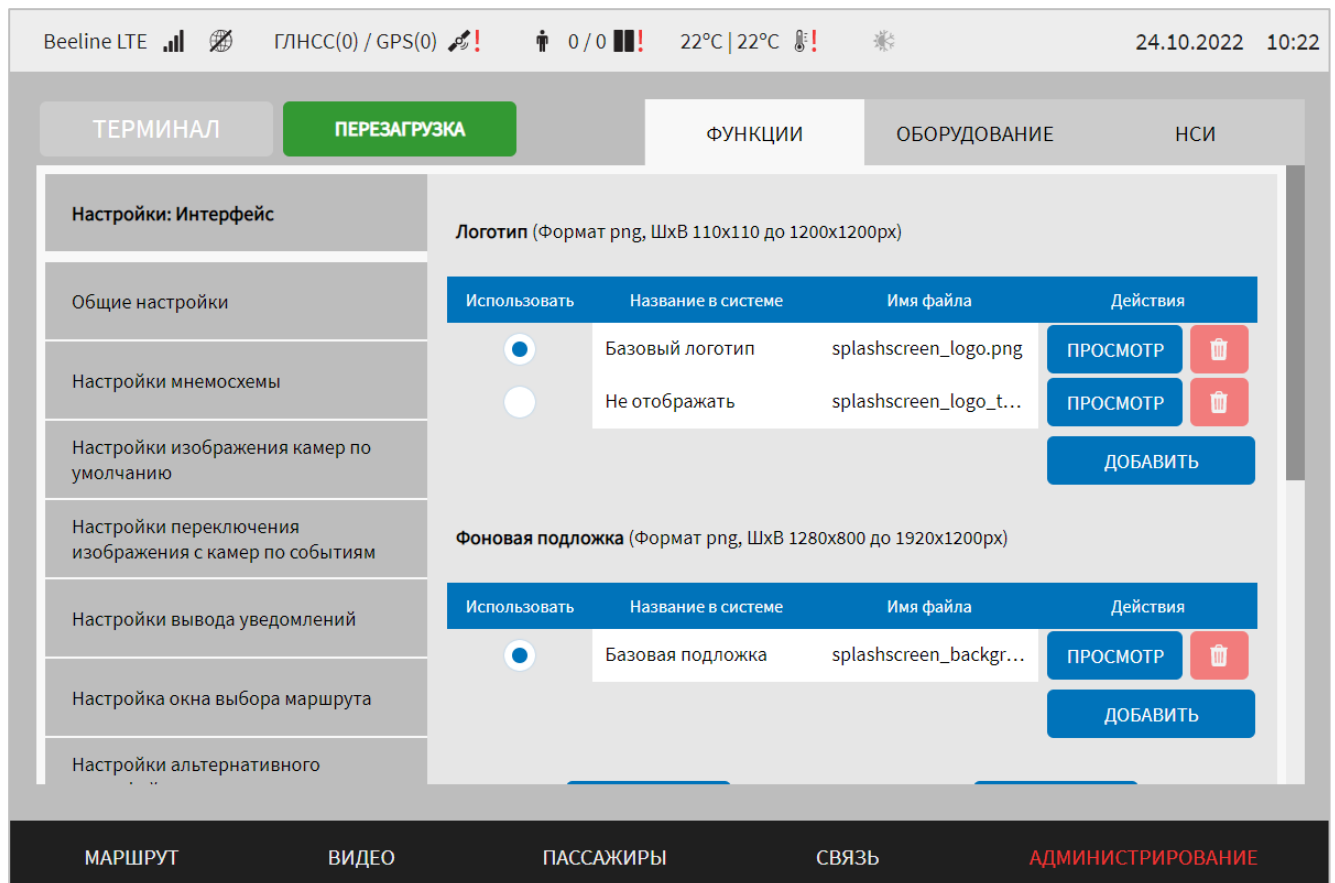 Beeline LTE ГЛНСС(0) / GPS(0) ! 0 / 0 ! 22°C | 22°C ! 24.10.2022 10:22
ТЕРМИНАЛ ПЕРЕЗАГРУЗКА ФУНКЦИИ ОБОРУДОВАНИЕ НСИ
Настройки: Интерфейс
Общие настройки
Настройки мнемосхемы
Настройки изображения камер по
умолчанию
Настройки переключения
изображения с камер по событиям
Настройки вывода уведомлений
Настройка окна выбора маршрута
Настройки альтернативного
Логотип (Формат png, ШхВ 110x110 до 1200x1200px)
Использовать Название в системе Имя файла Действия
Базовый логотип splashscreen_logo.png ПРОСМОТР
Не отображать splashscreen_logo_t... ПРОСМОТР
ДОБАВИТЬ
Фоновая подложка (Формат png, ШхВ 1280x800 до 1920x1200px)
Использовать Название в системе Имя файла Действия
Базовая подложка splashscreen_backgr... ПРОСМОТР
ДОБАВИТЬ
МАРШРУТ ВИДЕО ПАССАЖИРЫ СВЯЗЬ АДМИНИСТРИРОВАНИЕ